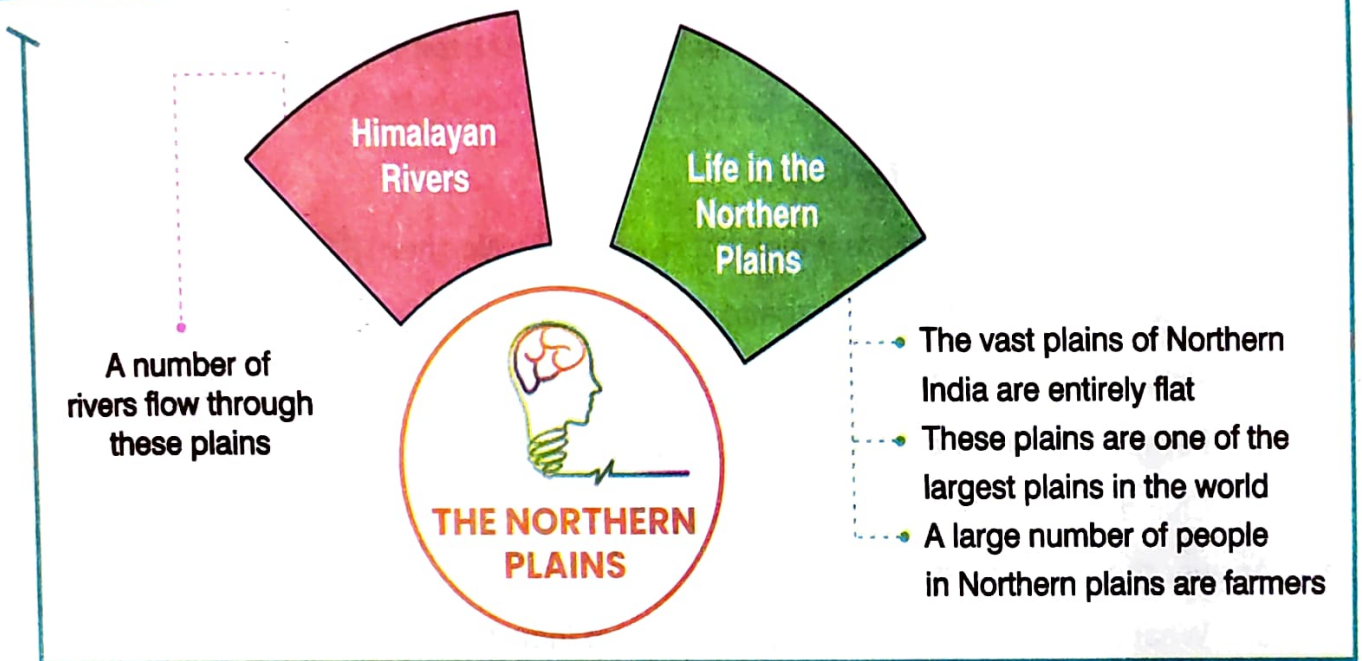 Himalayan
Rivers
Life in the
Northern
Plains
A number of
rivers flow through
these plains
THE NORTHERN
PLAINS
The vast plains of Northern
India are entirely flat
These plains are one of the
largest plains in the world
A large number of people
in Northern plains are farmers